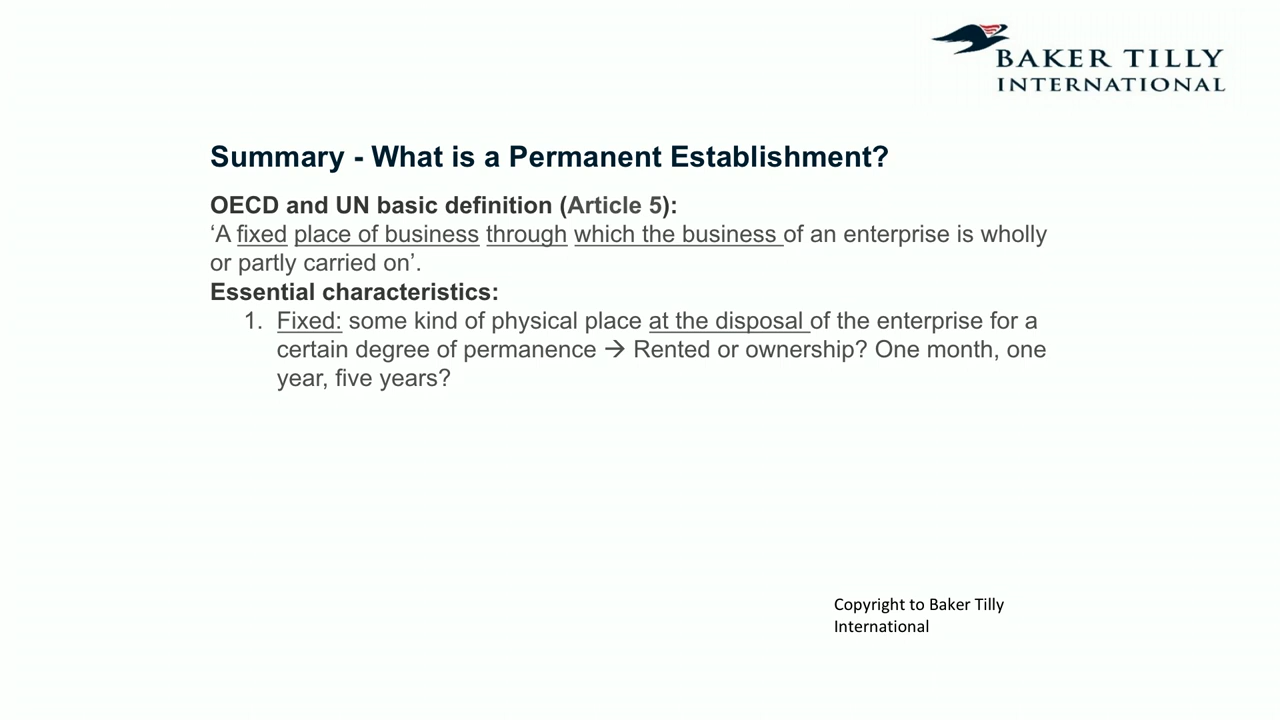 BAKER TILLY
INTERNATIONAL
Summary - What is a Permanent Establishment?
OECD and UN basic definition (Article 5):
‘A fixed place of business through which the business of an enterprise is wholly
or partly carried on’.
Essential characteristics:
1. Fixed: some kind of physical place at the disposal of the enterprise for a
certain degree of permanence → Rented or ownership? One month, one
year, five years?
Copyright to Baker Tilly
International